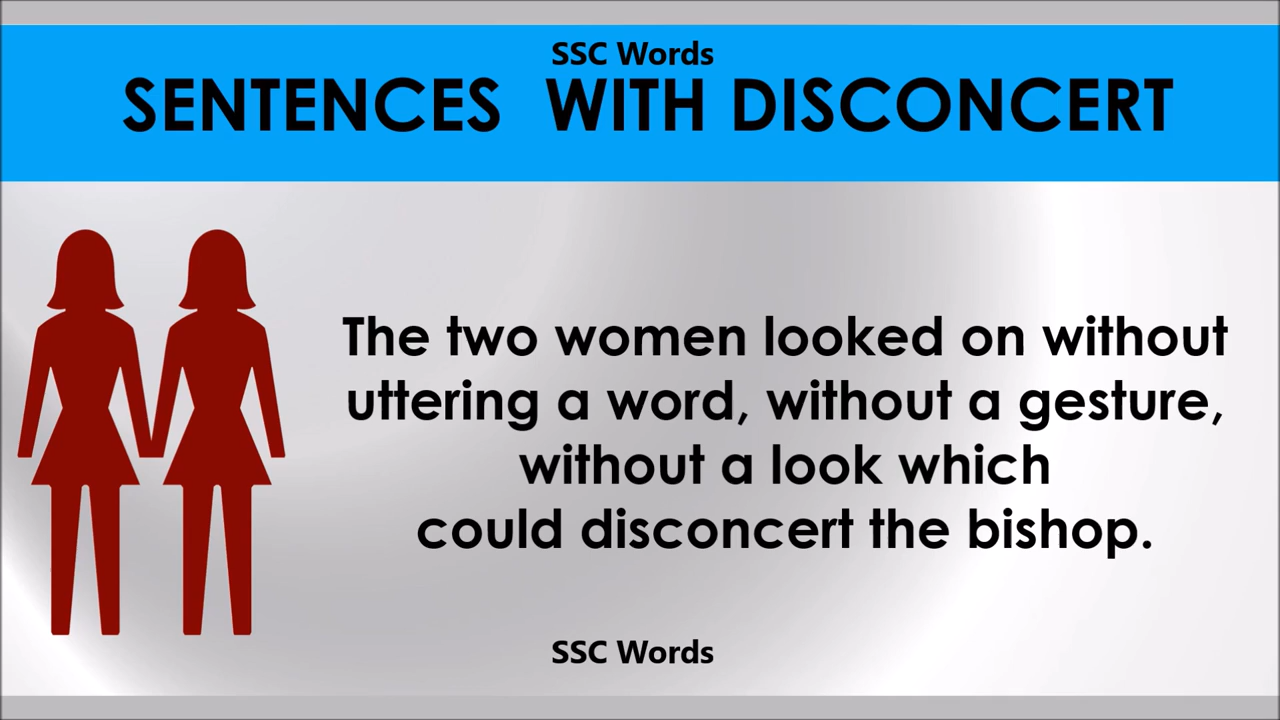 SSC Words
SENTENCES WITH DISCONCERT
The two women looked on without
uttering a word, without a gesture,
without a look which
could disconcert the bishop.
SSC Words